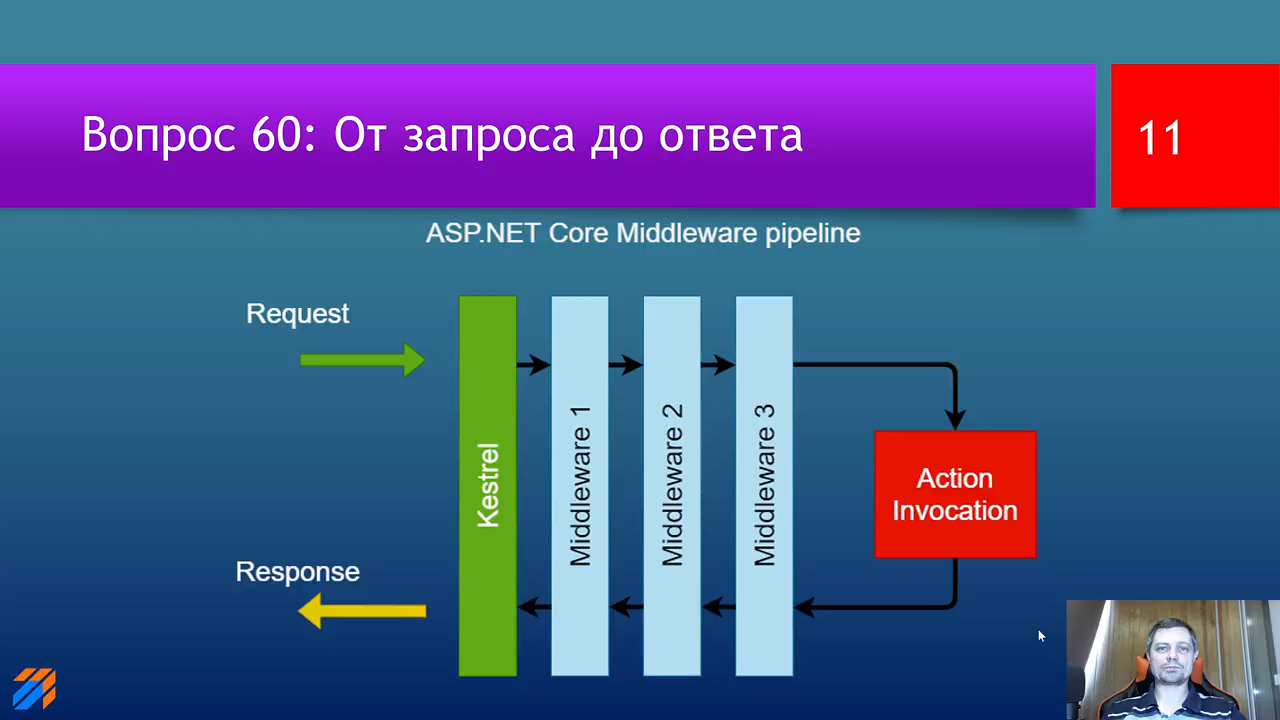 Вопрос 60: От запроса до ответа
11
ASP.NET Core Middleware pipeline
Request
Kestrel
Middleware 1
Middleware 2
Middleware 3
Action
Invocation
Response